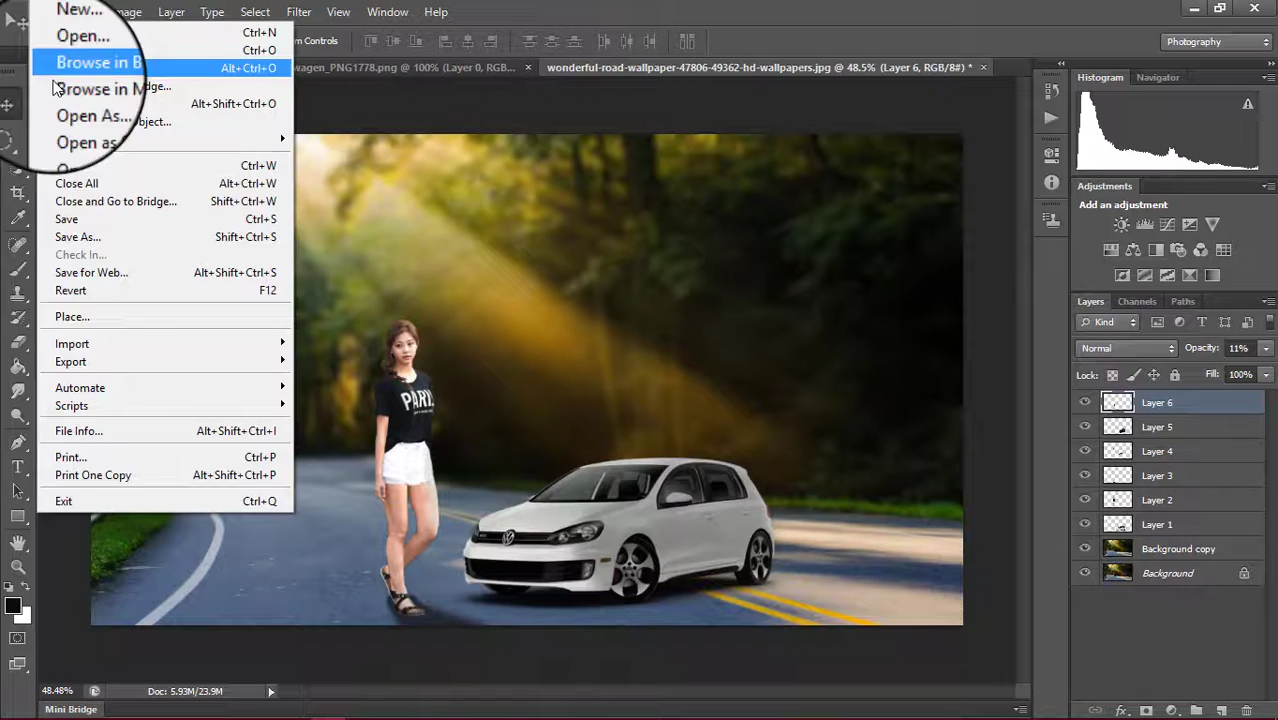 New...
mage Layer Type Select Filter View Window Help
Ctrl+N
Open... Ctrl+O
Browse in B Alt+Ctrl+O
Browse in M dge...
Open As... Alt+Shift+Ctrl+O
Open as bject...
Ctrl+W
Close All Alt+Ctrl+W
Close and Go to Bridge... Shift+Ctrl+W
Save Ctrl+S
Save As... Shift+Ctrl+S
Check In...
Save for Web... Alt+Shift+Ctrl+S
Revert F12
Place...
Import
Export
Automate
Scripts
File Info... Alt+Shift+Ctrl+I
Print... Ctrl+P
Print One Copy Alt+Shift+Ctrl+P
Exit Ctrl+Q
m Controls
Photography
wagen_PNG1778.png @ 100% (Layer 0, RGB... ×
wonderful-road-wallpaper-47806-49362-hd-wallpapers.jpg @ 48.5% (Layer 6, RGB/8#) * ×
PARI
Histogram Navigator
Adjustments
Add an adjustment
Layers Channels Paths
Kind
Normal Opacity: 11%
Lock: Fill: 100%
Layer 6
Layer 5
Layer 4
Layer 3
Layer 2
Layer 1
Background copy
Background
48.48% Doc: 5.93M/23.9M
Mini Bridge